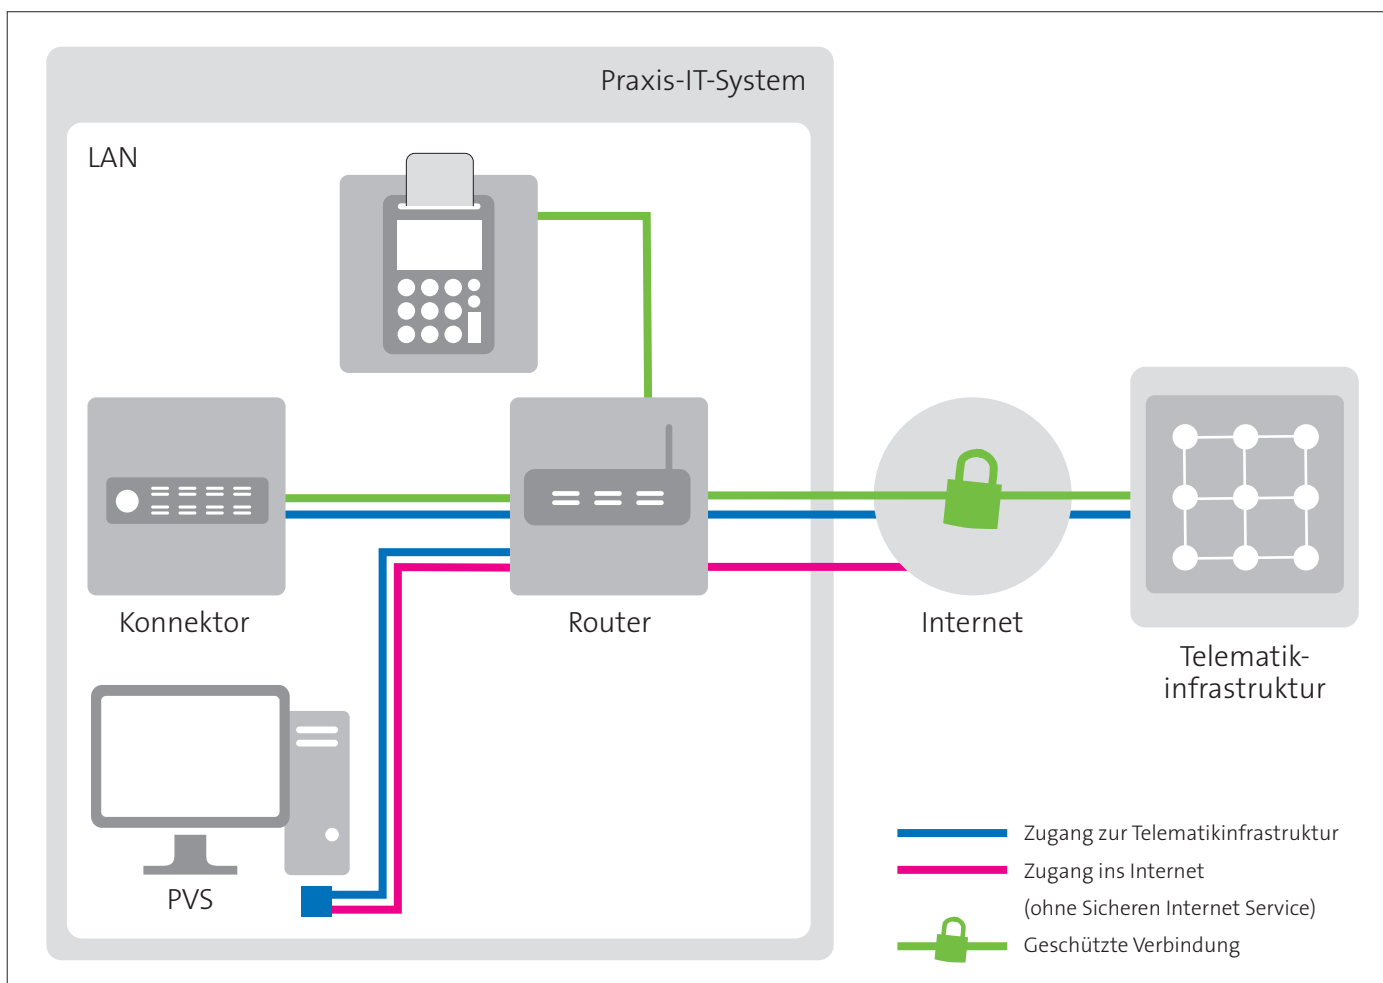 Praxis-IT-System
LAN
Konnektor
Router
Internet
Telematik-
infrastruktur
PVS
Zugang zur Telematikinfrastruktur
Zugang ins Internet
(ohne Sicheren Internet Service)
Geschützte Verbindung